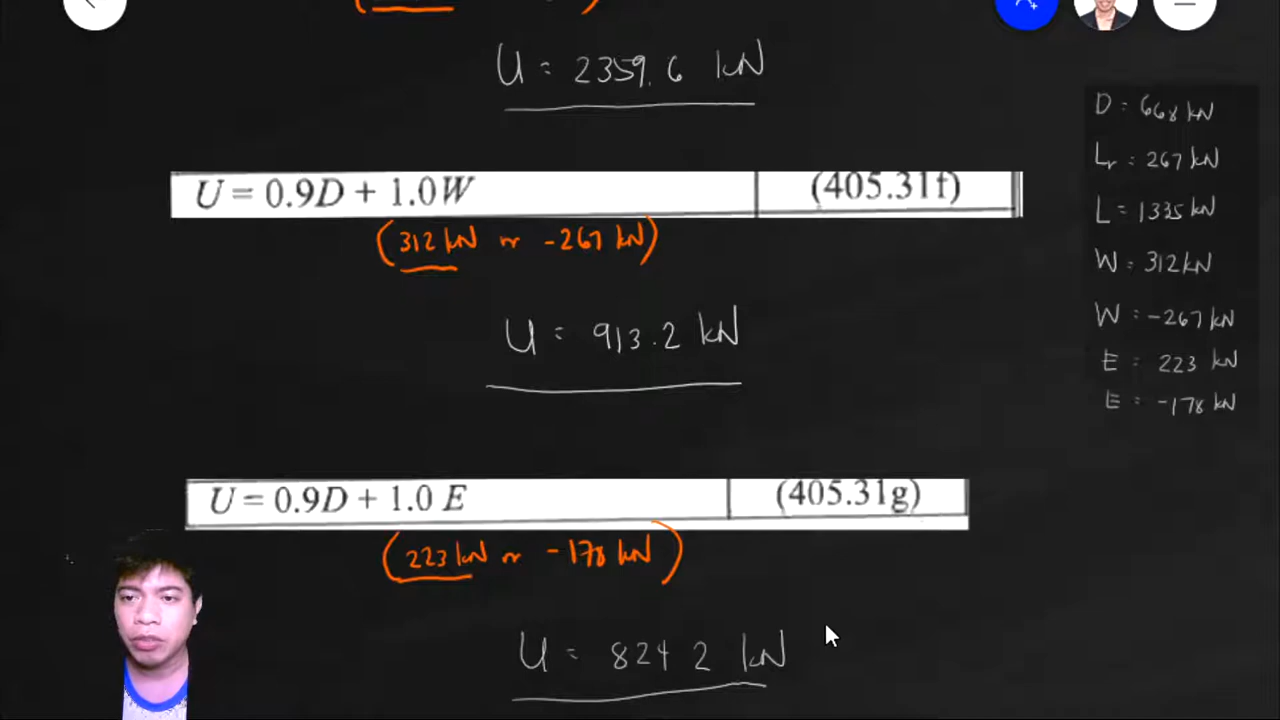 U = 2359.6 kN
U = 0.9D + 1.0W (405.31f)
(312 kN or -267 kN)
U = 913.2 kN
U = 0.9D + 1.0 E (405.31g)
(223 kN or -178 kN)
U = 824 2 kN
D = 668 kN
Lr = 267 kN
L = 1335 kN
W = 312 kN
W = -267 kN
E = 223 kN
E = -178 kN